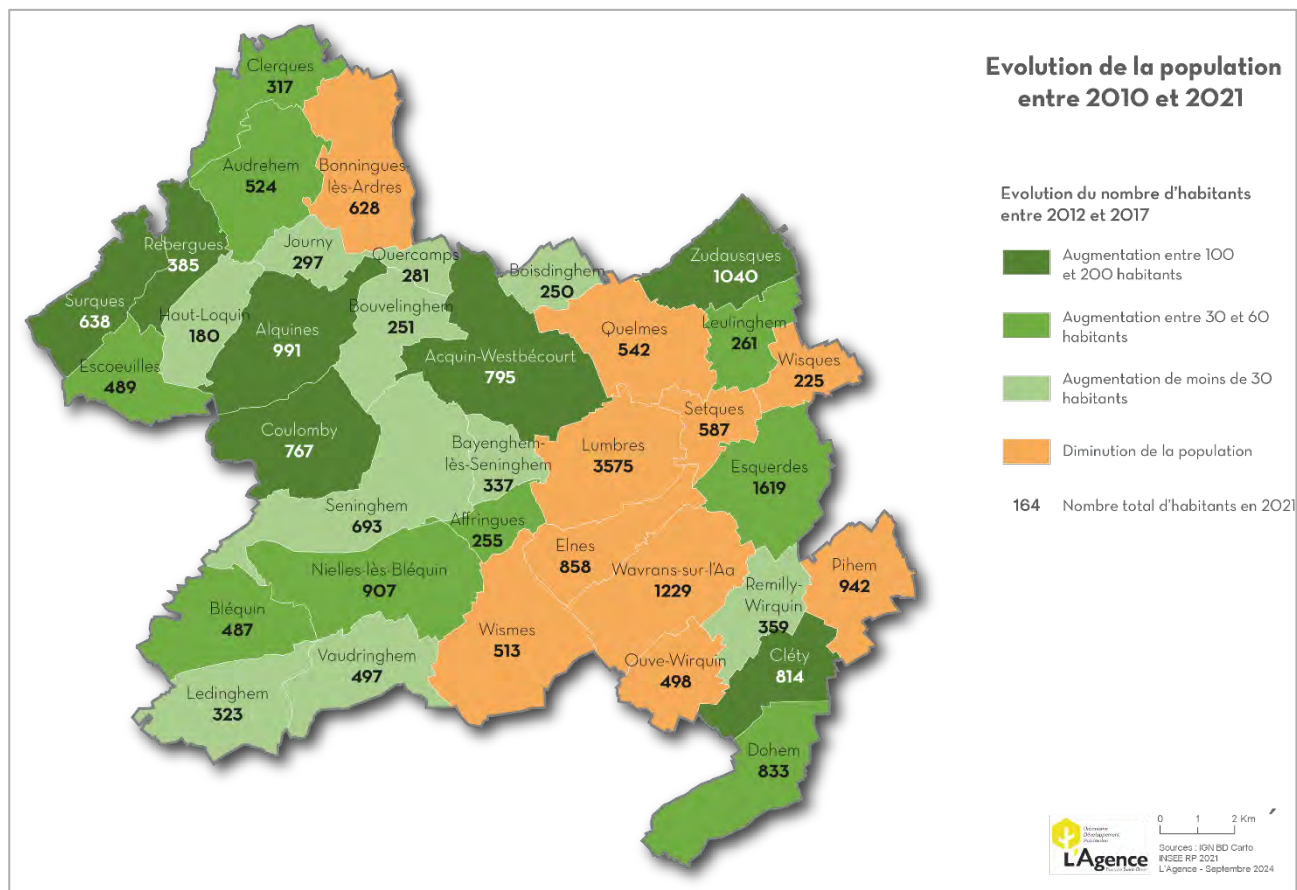 Evolution de la population
entre 2010 et 2021
Evolution du nombre d'habitants
entre 2012 et 2017
Augmentation entre 100
et 200 habitants
Augmentation entre 30 et 60
habitants
Augmentation de moins de 30
habitants
Diminution de la population
164 Nombre total d'habitants en 2021
Clerques
317
Audrehem
524
Bonningues-
lès-Ardres
628
Rebergues
385
Journy
297
Quercamps
281
Boisdinghem
250
Zudausques
1040
Surques
638
Haut-Loquin
180
Alquines
991
Bouvelinghem
251
Acquin-Westbécourt
795
Quelmes
542
Leulinghem
261
Wisques
225
Escoeuilles
489
Coulomby
767
Bayenghem-
lès-Seninghem
337
Lumbres
3575
Setques
587
Esquerdes
1619
Seninghem
693
Affringues
255
Elnes
858
Wavrans-sur-l'Aa
1229
Remilly-
Wirquin
359
Pihem
942
Nielles-lès-Bléquin
907
Bléquin
487
Wismes
513
Ouve-Wirquin
498
Cléty
814
Vaudringhem
497
Ledinghem
323
Dohem
833
L'Agence
0 1 2 Km
Sources : IGN BD Carto
INSEE RP 2021
L'Agence - Septembre 2024